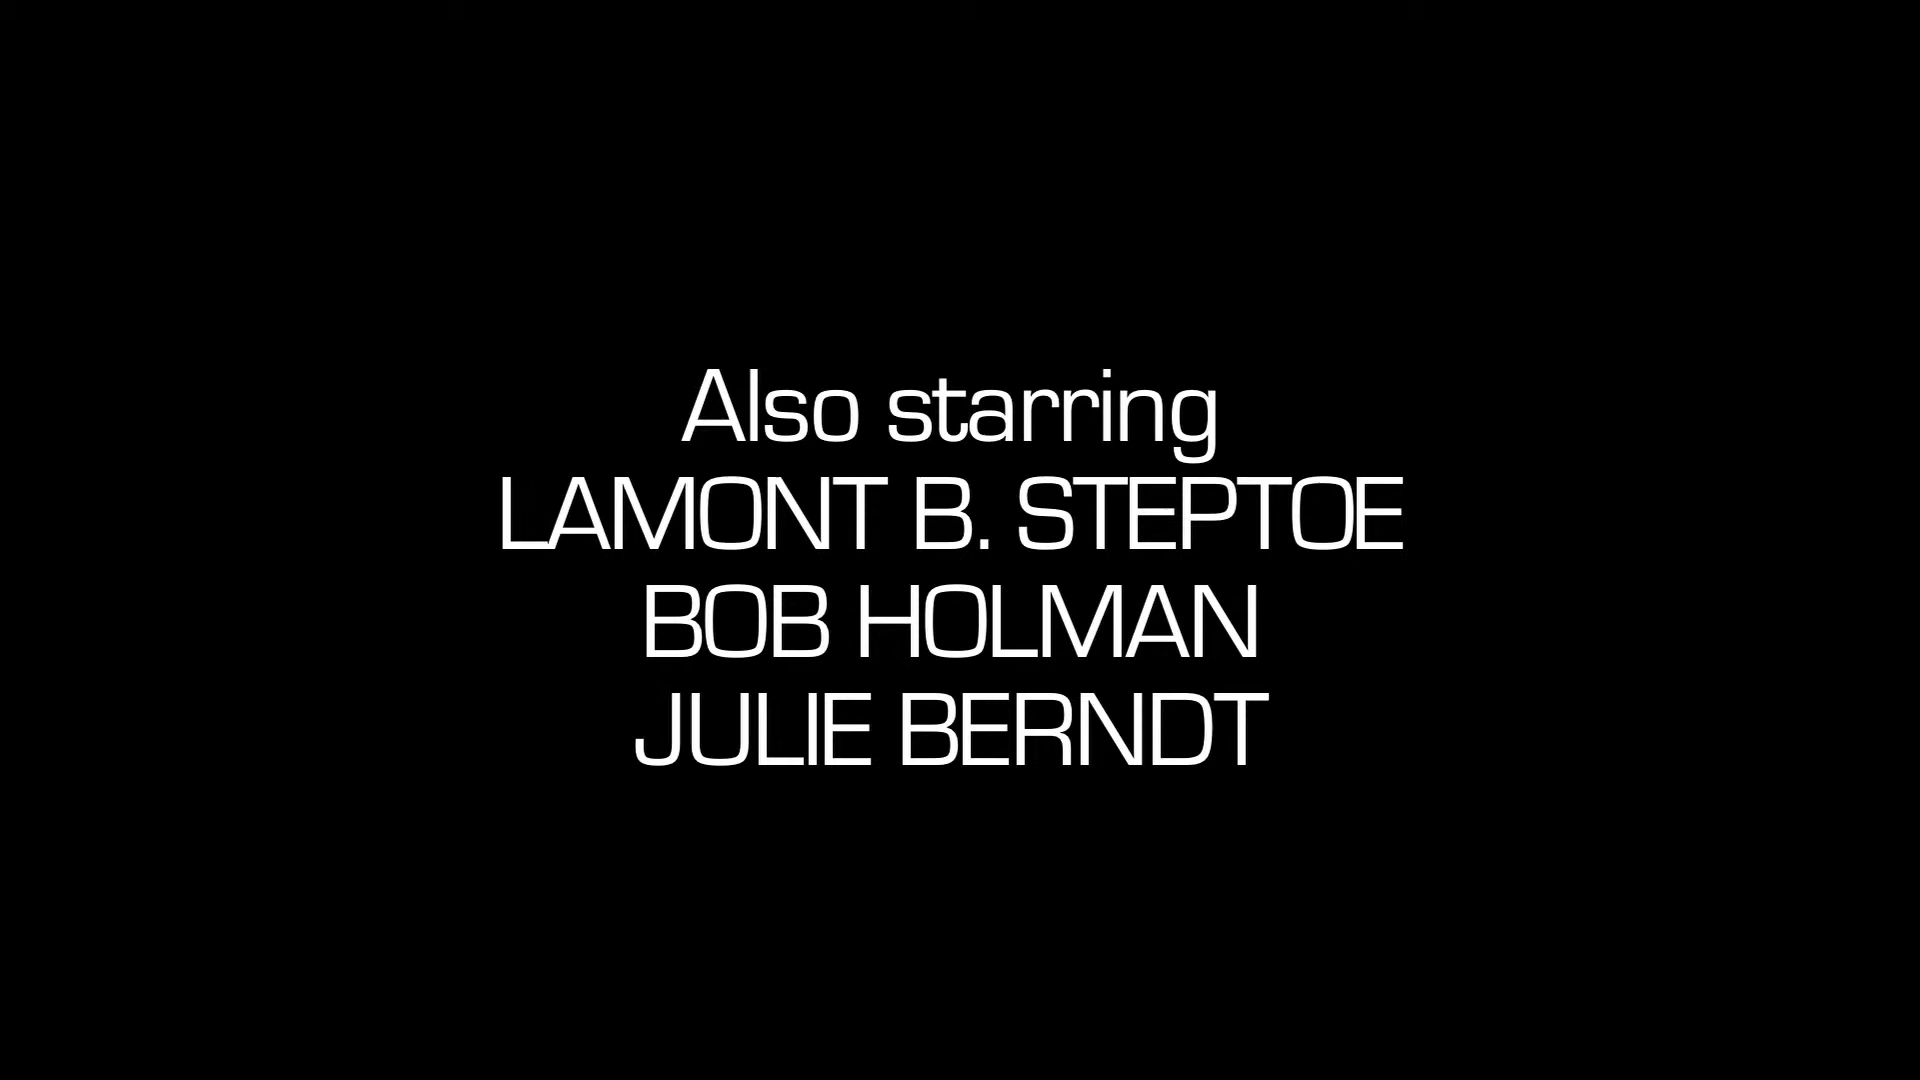 Also starring
LAMONT B. STEPTOE
BOB HOLMAN
JULIE BERNDT